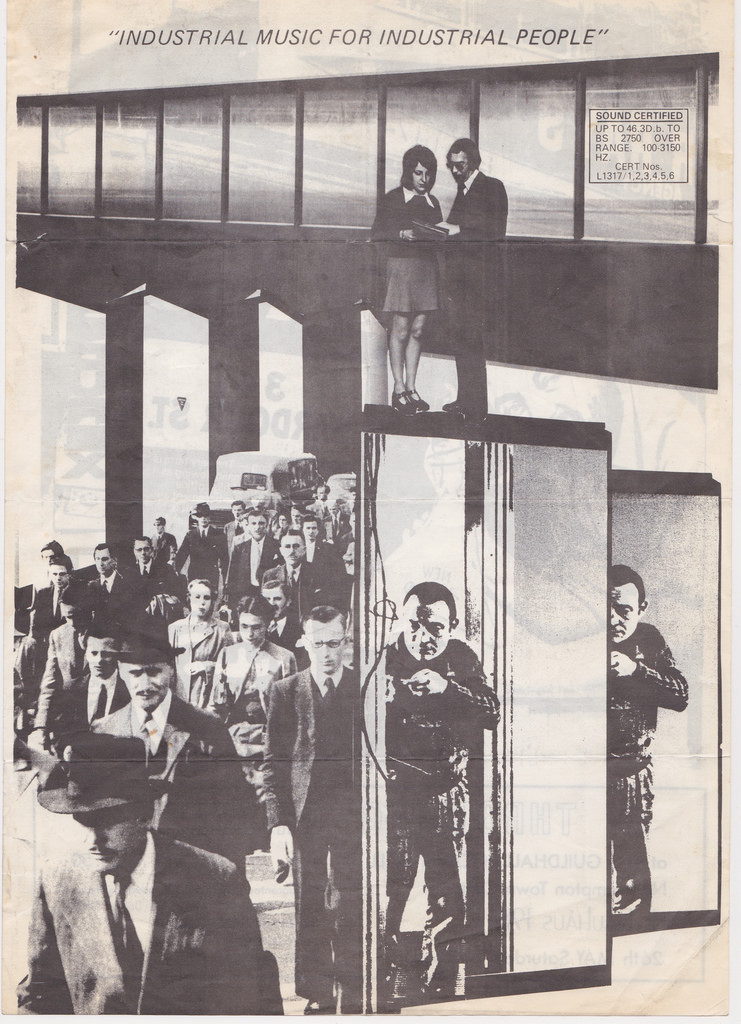 "INDUSTRIAL MUSIC FOR INDUSTRIAL PEOPLE"
SOUND CERTIFIED
UP TO 46.3D.b. TO
BS 2750 OVER
RANGE. 100-3150
HZ.
CERT Nos.
L1317/1,2,3,4,5,6